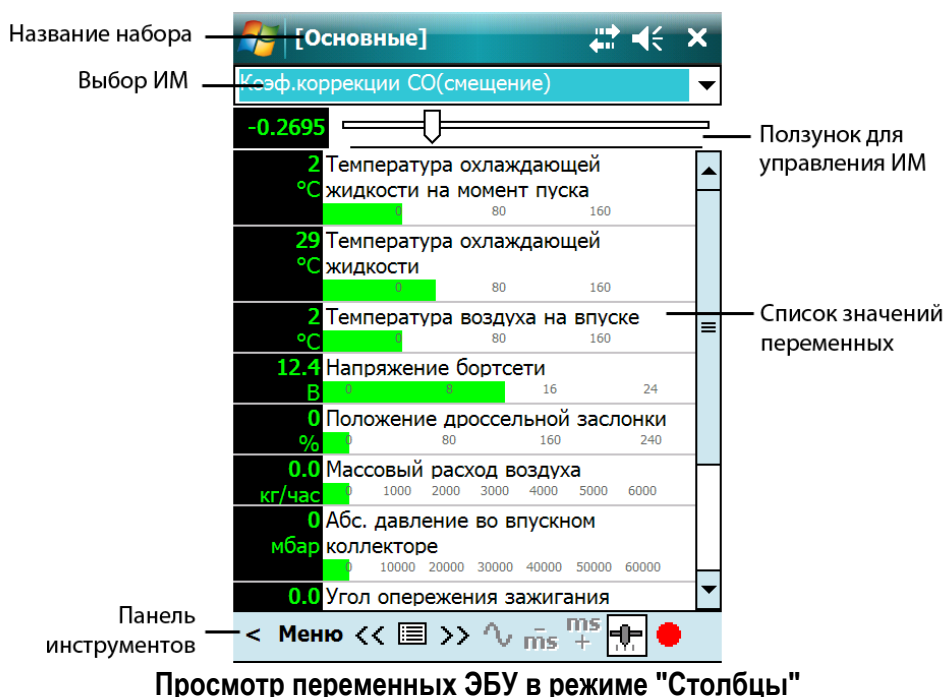 Название набора
[Основные]
Выбор ИМ
Коэф.коррекции СО(смещение)
-0.2695
Ползунок для
управления ИМ
2 Температура охлаждающей
°C жидкости на момент пуска
0 80 160
29 Температура охлаждающей
°C жидкости
0 80 160
2 Температура воздуха на впуске
°C 0 80 160
Список значений
переменных
12.4 Напряжение бортсети
В 0 8 16 24
0 Положение дроссельной заслонки
% 0 80 160 240
0.0 Массовый расход воздуха
кг/час 0 1000 2000 3000 4000 5000 6000
0 Абс. давление во впускном
мбар коллекторе
0 10000 20000 30000 40000 50000 60000
0.0 Угол опережения зажигания
Панель
инструментов
< Меню << >> ms ms +
Просмотр переменных ЭБУ в режиме "Столбцы"